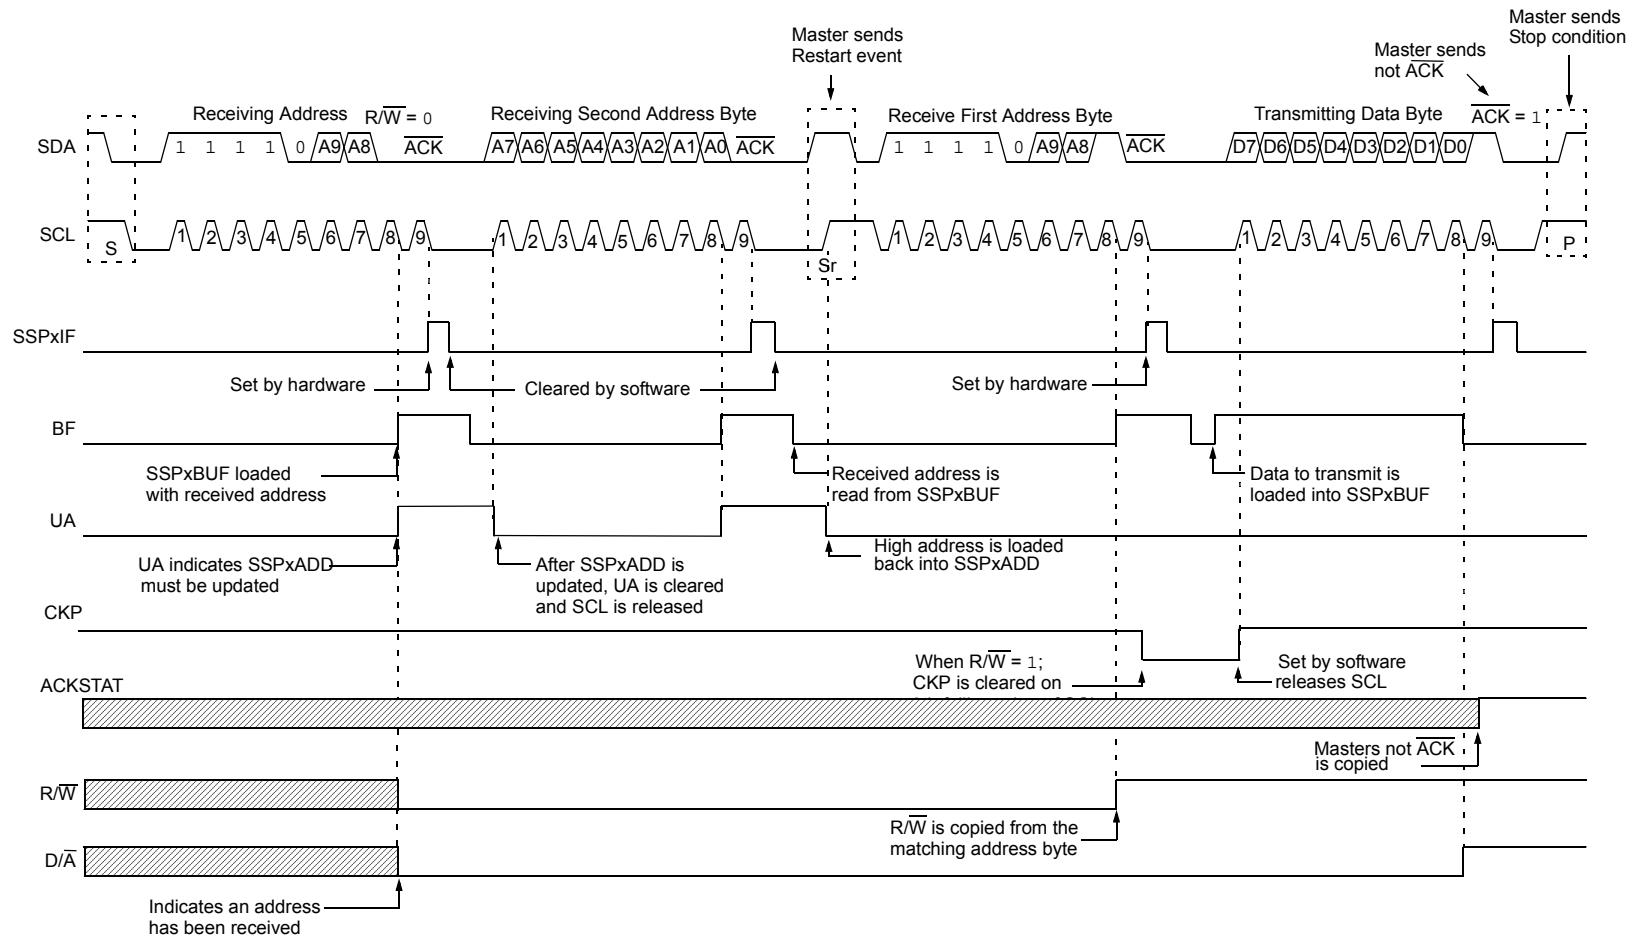 Master sends
Restart event
Master sends
not ACK
Master sends
Stop condition
Receiving Address R/W = 0
Receiving Second Address Byte
Receive First Address Byte
Transmitting Data Byte
ACK = 1
SDA
1 1 1 1 0 A9 A8 ACK
A7 A6 A5 A4 A3 A2 A1 A0 ACK
1 1 1 1 0 A9 A8 ACK
D7 D6 D5 D4 D3 D2 D1 D0
SCL
S
1 2 3 4 5 6 7 8 9
1 2 3 4 5 6 7 8 9
Sr
1 2 3 4 5 6 7 8 9
1 2 3 4 5 6 7 8 9
P
SSPxIF
Set by hardware
Cleared by software
Set by hardware
BF
SSPxBUF loaded
with received address
Received address is
read from SSPxBUF
Data to transmit is
loaded into SSPxBUF
UA
UA indicates SSPxADD
must be updated
After SSPxADD is
updated, UA is cleared
and SCL is released
High address is loaded
back into SSPxADD
CKP
When R/W = 1;
CKP is cleared on
Set by software
releases SCL
ACKSTAT
Masters not ACK
is copied
R/W
R/W is copied from the
matching address byte
D/A
Indicates an address
has been received